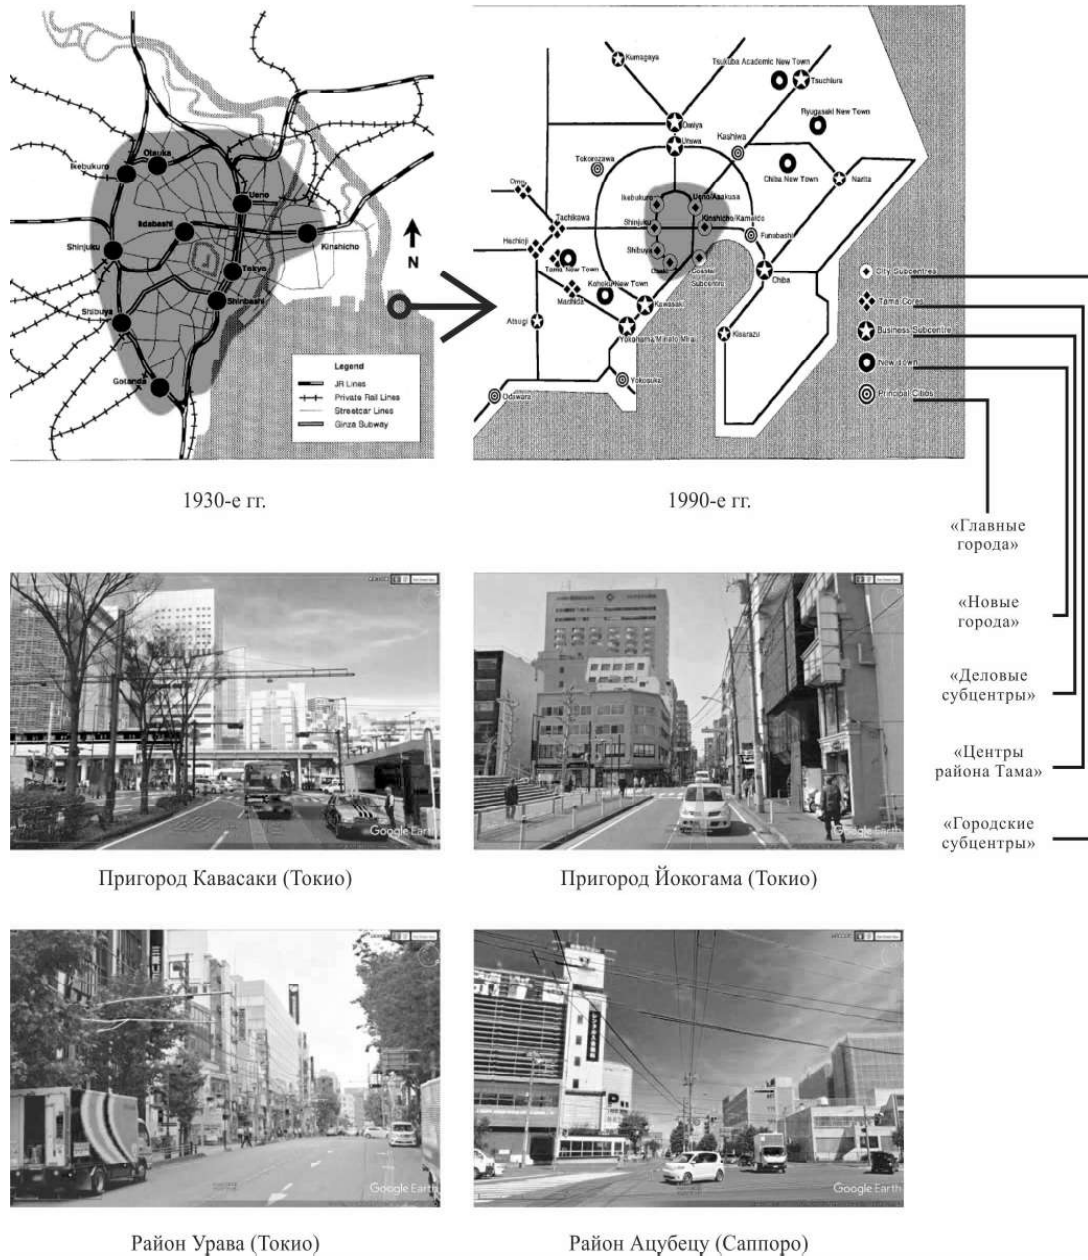 Otsuka
Ikebukuro
Ueno
Iidabashi
Kinshicho
Shinjuku
N
Tokyo
Shinbashi
Shibuya
Gotanda
Legend
JR Lines
Private Rail Lines
Streetcar Lines
Ginza Subway
1930-е гг.
Kumagaya
Tsukuba Academic New Town
Tsuchiura
Omiya
Ryugasaki New Town
Urawa
Kashiwa
Tokorozawa
Chiba New Town
Narita
Ome
Ikebukuro
Ueno/Asakusa
Tachikawa
Shinjuku
Kinshicho/Kameido
Funabashi
Hachioji
Shibuya
Tama New Town
Osaki
Coastal
Subcentre
Chiba
Kohoku New Town
Machida
Kawasaki
Atsugi
Yokohama/Minato Mirai
Kisarazu
Yokosuka
Odawara
City Subcentres
Tama Cores
Business Subcentre
New Town
Principal Cities
1990-е гг.
«Главные
города»
«Новые
города»
«Деловые
субцентры»
«Центры
района Тама»
«Городские
субцентры»
Google Earth
Пригород Кавасаки (Токио)
Google Earth
Пригород Йокогама (Токио)
Google Earth
Район Урава (Токио)
Google Earth
Район Ацубецу (Саппоро)